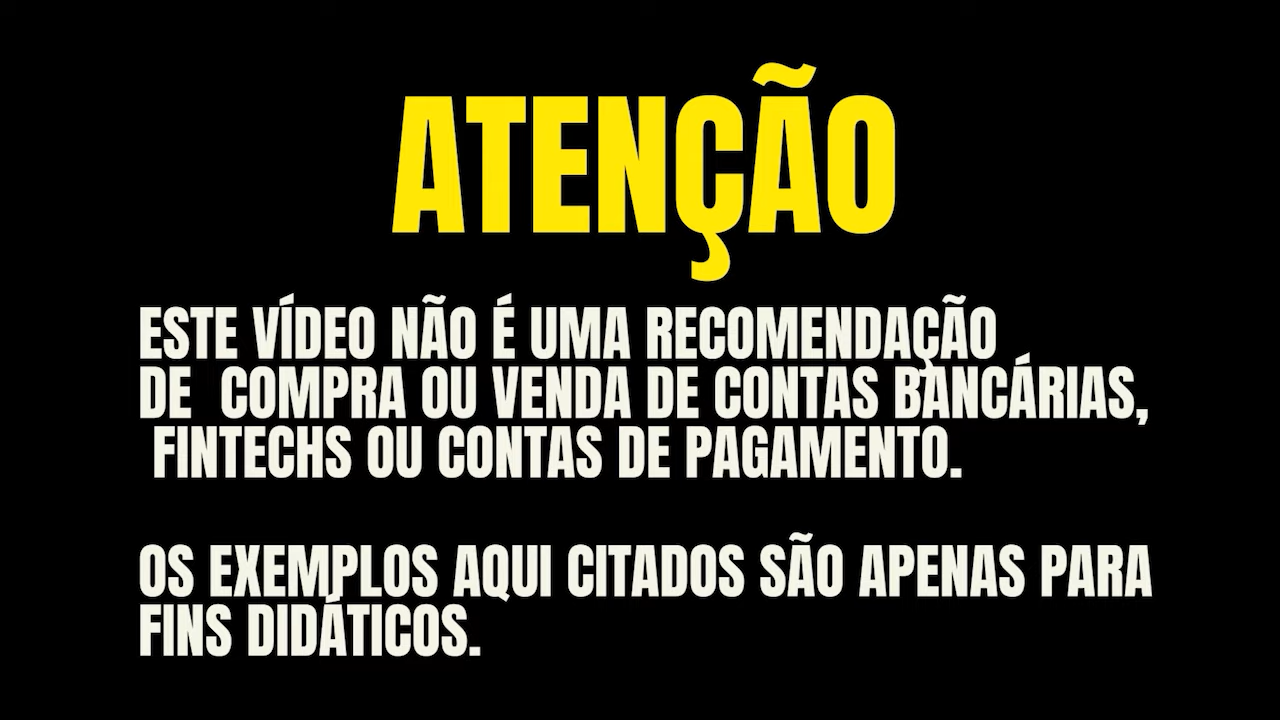 ATENÇÃO
ESTE VÍDEO NÃO É UMA RECOMENDAÇÃO
DE COMPRA OU VENDA DE CONTAS BANCÁRIAS,
FINTECHS OU CONTAS DE PAGAMENTO.
OS EXEMPLOS AQUI CITADOS SÃO APENAS PARA
FINS DIDÁTICOS.